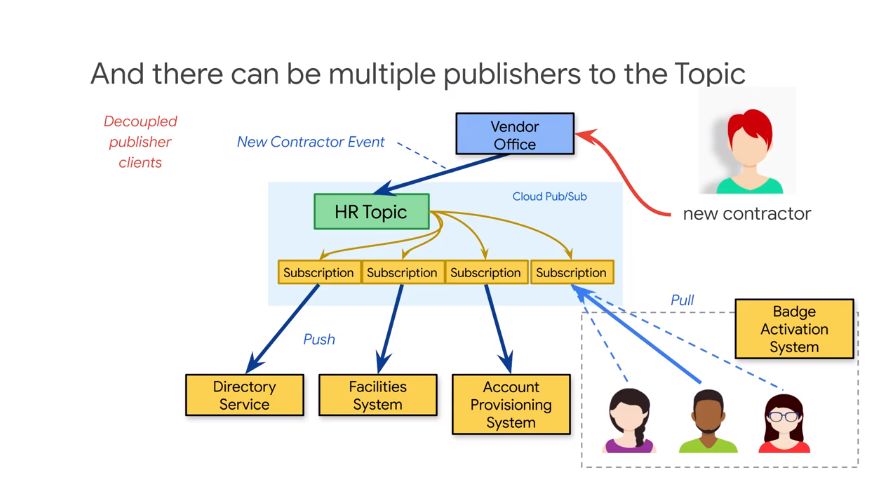 And there can be multiple publishers to the Topic
Decoupled
publisher
clients
New Contractor Event
Vendor
Office
new contractor
Cloud Pub/Sub
HR Topic
Subscription
Subscription
Subscription
Subscription
Pull
Push
Badge
Activation
System
Directory
Service
Facilities
System
Account
Provisioning
System